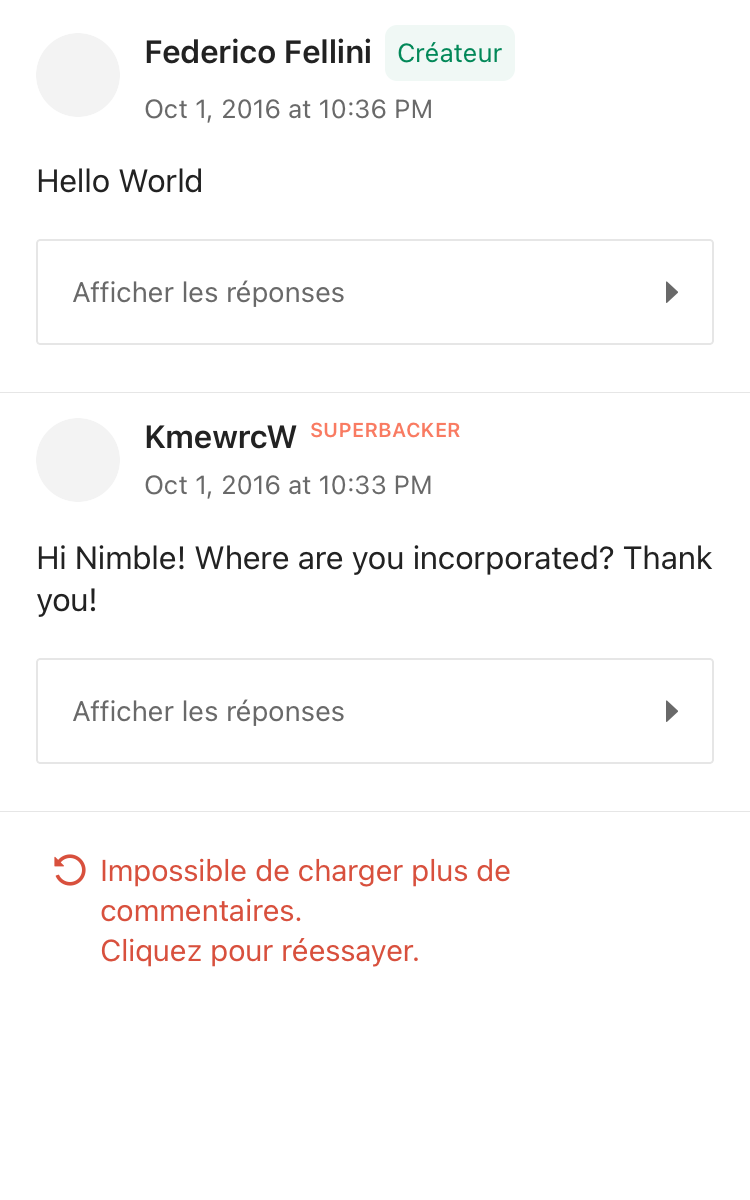 Federico Fellini Créateur
Oct 1, 2016 at 10:36 PM
Hello World
Afficher les réponses
KmewrcW SUPERBACKER
Oct 1, 2016 at 10:33 PM
Hi Nimble! Where are you incorporated? Thank
you!
Afficher les réponses
Impossible de charger plus de
commentaires.
Cliquez pour réessayer.